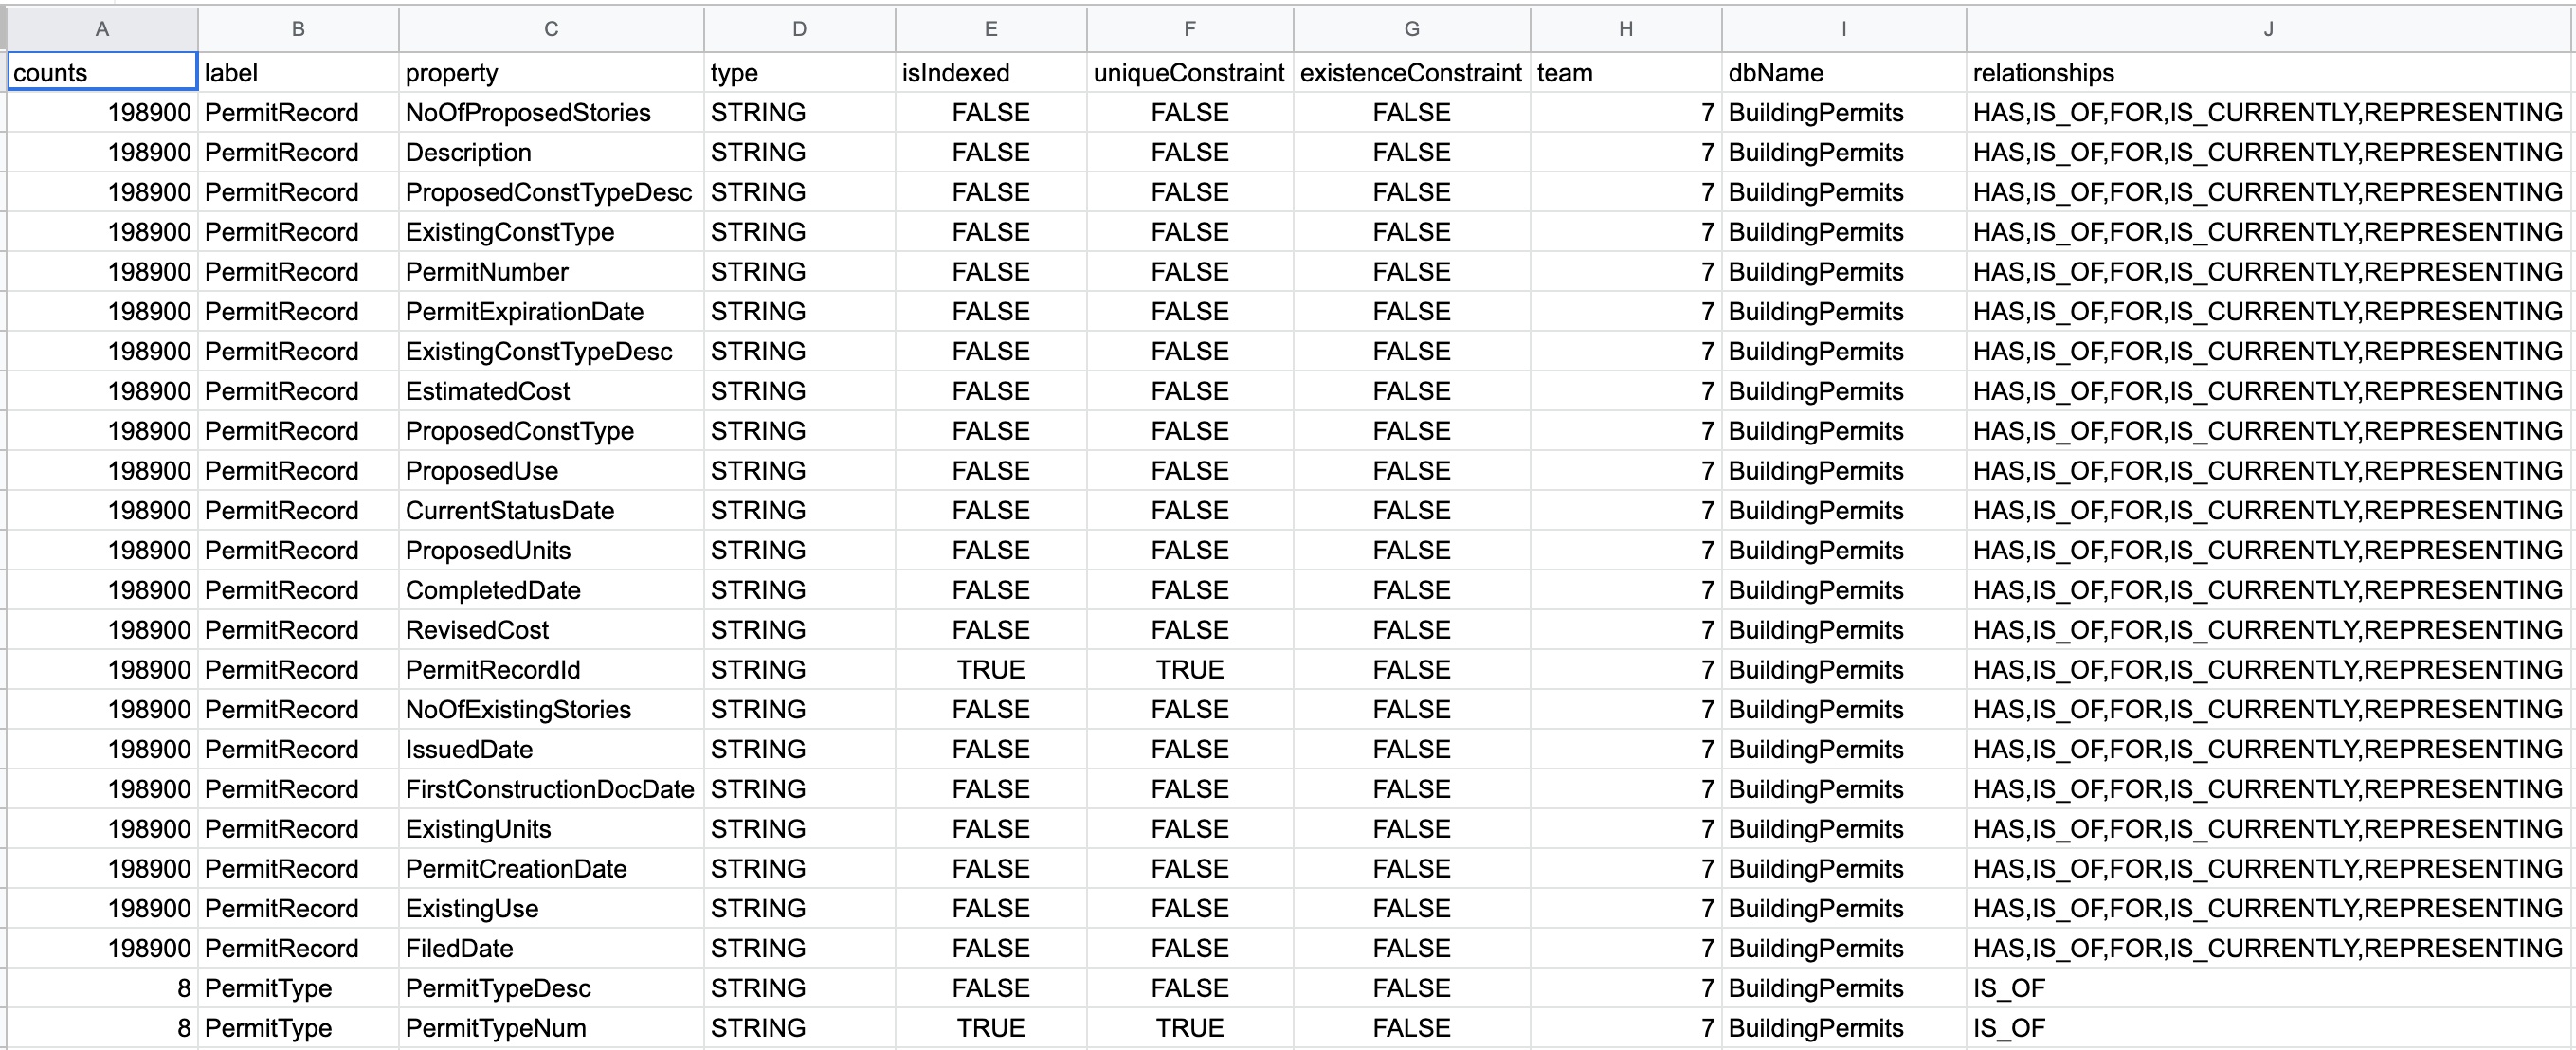 A B C D E F G H I J
counts label property type isIndexed uniqueConstraint existenceConstraint team dbName relationships
198900 PermitRecord NoOfProposedStories STRING FALSE FALSE FALSE 7 BuildingPermits HAS,IS_OF,FOR,IS_CURRENTLY,REPRESENTING
198900 PermitRecord Description STRING FALSE FALSE FALSE 7 BuildingPermits HAS,IS_OF,FOR,IS_CURRENTLY,REPRESENTING
198900 PermitRecord ProposedConstTypeDesc STRING FALSE FALSE FALSE 7 BuildingPermits HAS,IS_OF,FOR,IS_CURRENTLY,REPRESENTING
198900 PermitRecord ExistingConstType STRING FALSE FALSE FALSE 7 BuildingPermits HAS,IS_OF,FOR,IS_CURRENTLY,REPRESENTING
198900 PermitRecord PermitNumber STRING FALSE FALSE FALSE 7 BuildingPermits HAS,IS_OF,FOR,IS_CURRENTLY,REPRESENTING
198900 PermitRecord PermitExpirationDate STRING FALSE FALSE FALSE 7 BuildingPermits HAS,IS_OF,FOR,IS_CURRENTLY,REPRESENTING
198900 PermitRecord ExistingConstTypeDesc STRING FALSE FALSE FALSE 7 BuildingPermits HAS,IS_OF,FOR,IS_CURRENTLY,REPRESENTING
198900 PermitRecord EstimatedCost STRING FALSE FALSE FALSE 7 BuildingPermits HAS,IS_OF,FOR,IS_CURRENTLY,REPRESENTING
198900 PermitRecord ProposedConstType STRING FALSE FALSE FALSE 7 BuildingPermits HAS,IS_OF,FOR,IS_CURRENTLY,REPRESENTING
198900 PermitRecord ProposedUse STRING FALSE FALSE FALSE 7 BuildingPermits HAS,IS_OF,FOR,IS_CURRENTLY,REPRESENTING
198900 PermitRecord CurrentStatusDate STRING FALSE FALSE FALSE 7 BuildingPermits HAS,IS_OF,FOR,IS_CURRENTLY,REPRESENTING
198900 PermitRecord ProposedUnits STRING FALSE FALSE FALSE 7 BuildingPermits HAS,IS_OF,FOR,IS_CURRENTLY,REPRESENTING
198900 PermitRecord CompletedDate STRING FALSE FALSE FALSE 7 BuildingPermits HAS,IS_OF,FOR,IS_CURRENTLY,REPRESENTING
198900 PermitRecord RevisedCost STRING FALSE FALSE FALSE 7 BuildingPermits HAS,IS_OF,FOR,IS_CURRENTLY,REPRESENTING
198900 PermitRecord PermitRecordId STRING TRUE TRUE FALSE 7 BuildingPermits HAS,IS_OF,FOR,IS_CURRENTLY,REPRESENTING
198900 PermitRecord NoOfExistingStories STRING FALSE FALSE FALSE 7 BuildingPermits HAS,IS_OF,FOR,IS_CURRENTLY,REPRESENTING
198900 PermitRecord IssuedDate STRING FALSE FALSE FALSE 7 BuildingPermits HAS,IS_OF,FOR,IS_CURRENTLY,REPRESENTING
198900 PermitRecord FirstConstructionDocDate STRING FALSE FALSE FALSE 7 BuildingPermits HAS,IS_OF,FOR,IS_CURRENTLY,REPRESENTING
198900 PermitRecord ExistingUnits STRING FALSE FALSE FALSE 7 BuildingPermits HAS,IS_OF,FOR,IS_CURRENTLY,REPRESENTING
198900 PermitRecord PermitCreationDate STRING FALSE FALSE FALSE 7 BuildingPermits HAS,IS_OF,FOR,IS_CURRENTLY,REPRESENTING
198900 PermitRecord ExistingUse STRING FALSE FALSE FALSE 7 BuildingPermits HAS,IS_OF,FOR,IS_CURRENTLY,REPRESENTING
198900 PermitRecord FiledDate STRING FALSE FALSE FALSE 7 BuildingPermits HAS,IS_OF,FOR,IS_CURRENTLY,REPRESENTING
8 PermitType PermitTypeDesc STRING FALSE FALSE FALSE 7 BuildingPermits IS_OF
8 PermitType PermitTypeNum STRING TRUE TRUE FALSE 7 BuildingPermits IS_OF